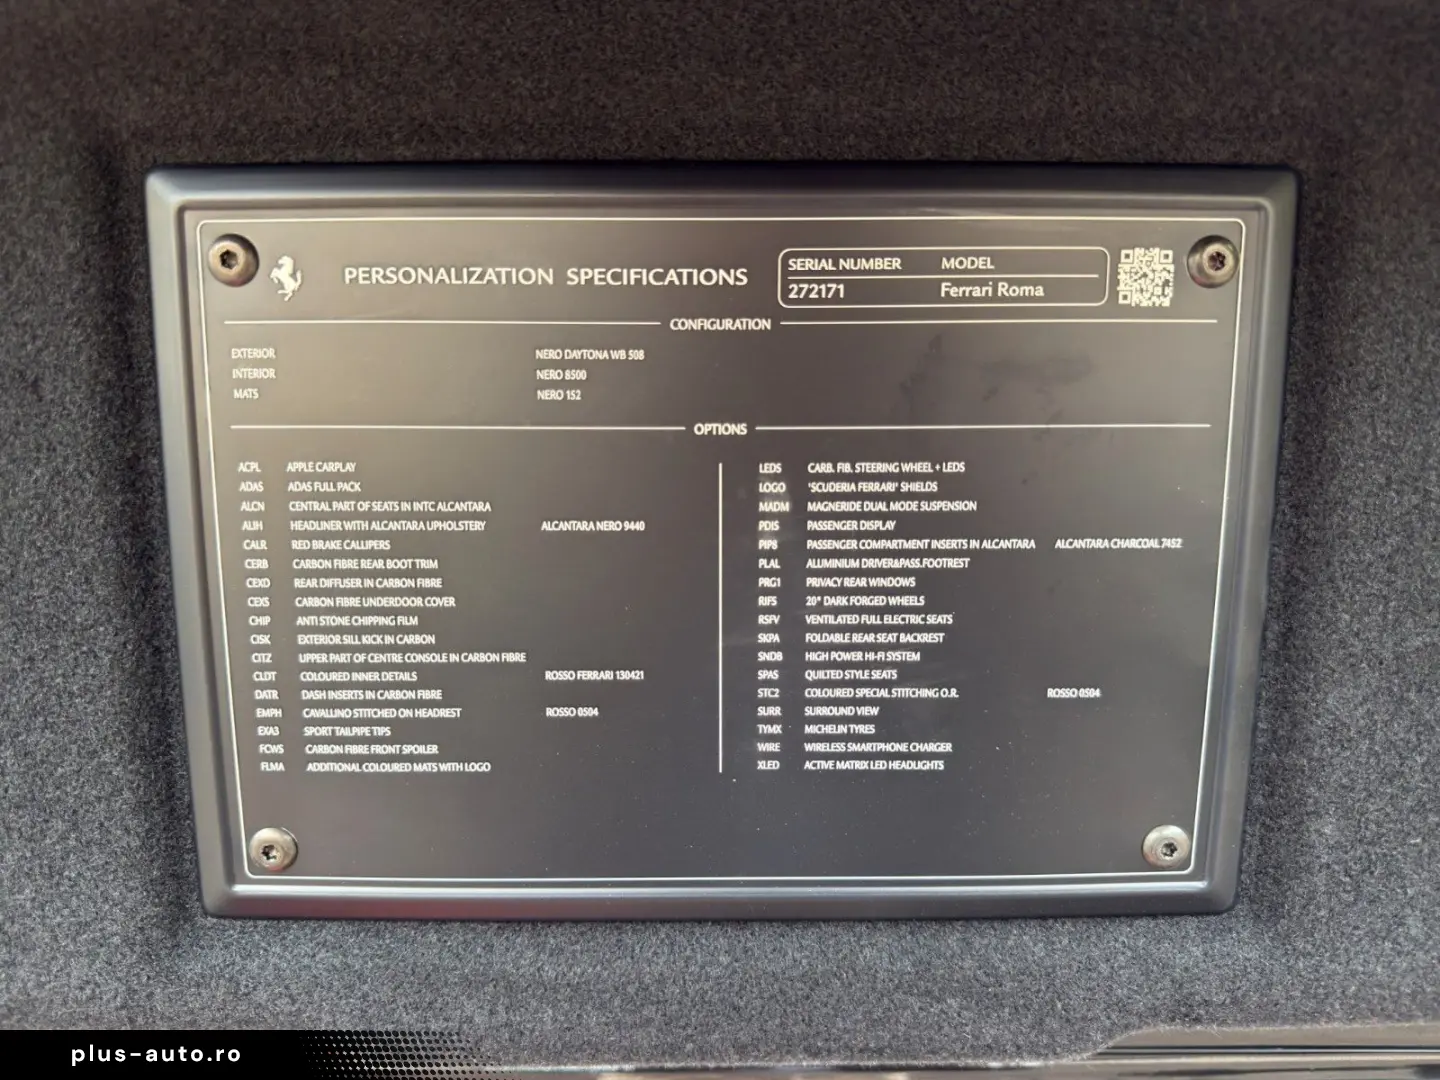 PERSONALIZATION SPECIFICATIONS
SERIAL NUMBER MODEL
272171 Ferrari Roma
CONFIGURATION
EXTERIOR NERO DAYTONA WB 508
INTERIOR NERO 8500
MATS NERO 152
OPTIONS
ACPL APPLE CARPLAY
ADAS ADAS FULL PACK
ALCN CENTRAL PART OF SEATS IN INTC ALCANTARA
ALIH HEADLINER WITH ALCANTARA UPHOLSTERY ALCANTARA NERO 9440
CALR RED BRAKE CALLIPERS
CERB CARBON FIBRE REAR BOOT TRIM
CEXD REAR DIFFUSER IN CARBON FIBRE
CEXS CARBON FIBRE UNDERDOOR COVER
CHIP ANTI STONE CHIPPING FILM
CISK EXTERIOR SILL KICK IN CARBON
CITZ UPPER PART OF CENTRE CONSOLE IN CARBON FIBRE
CLDT COLOURED INNER DETAILS ROSSO FERRARI 130421
DATR DASH INSERTS IN CARBON FIBRE
EMPH CAVALLINO STITCHED ON HEADREST ROSSO 0504
EXA3 SPORT TAILPIPE TIPS
FCWS CARBON FIBRE FRONT SPOILER
FLMA ADDITIONAL COLOURED MATS WITH LOGO
LEDS CARB. FIB. STEERING WHEEL + LEDS
LOGO 'SCUDERIA FERRARI' SHIELDS
MADM MAGNERIDE DUAL MODE SUSPENSION
PDIS PASSENGER DISPLAY
PIP8 PASSENGER COMPARTMENT INSERTS IN ALCANTARA ALCANTARA CHARCOAL 7452
PLAL ALUMINIUM DRIVER&PASS.FOOTREST
PRG1 PRIVACY REAR WINDOWS
RIF5 20" DARK FORGED WHEELS
RSFV VENTILATED FULL ELECTRIC SEATS
SKPA FOLDABLE REAR SEAT BACKREST
SNDB HIGH POWER HI-FI SYSTEM
SPAS QUILTED STYLE SEATS
STC2 COLOURED SPECIAL STITCHING O.R. ROSSO 0504
SURR SURROUND VIEW
TYMX MICHELIN TYRES
WIRE WIRELESS SMARTPHONE CHARGER
XLED ACTIVE MATRIX LED HEADLIGHTS
plus-auto.ro